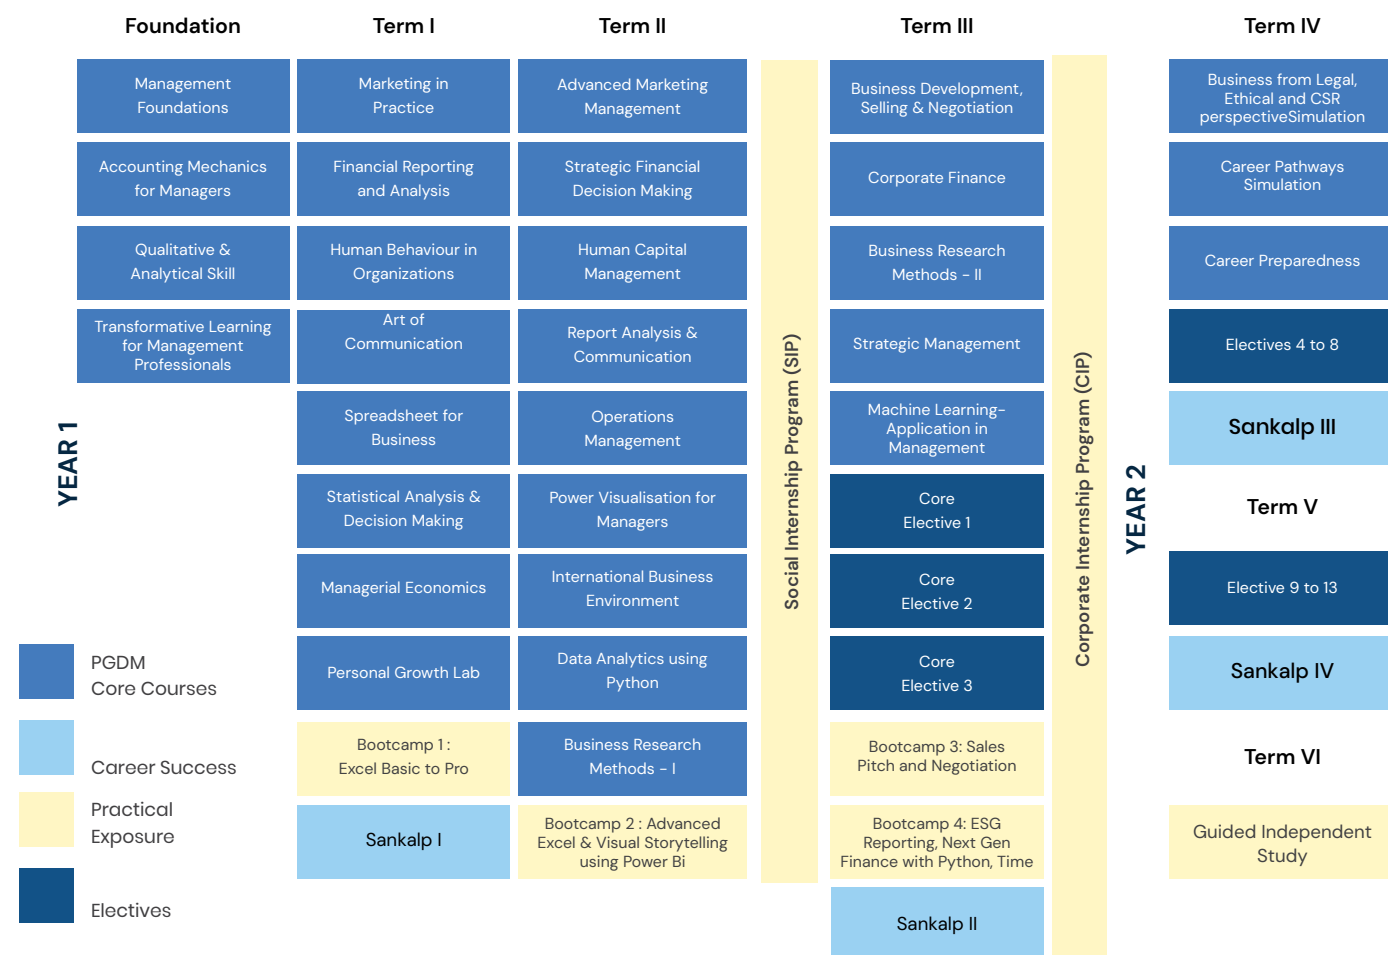 Foundation
Management
Foundations
Accounting Mechanics
for Managers
Qualitative &
Analytical Skill
Transformative Learning
for Management
Professionals
YEAR 1
Term I
Marketing in
Practice
Financial Reporting
and Analysis
Human Behaviour in
Organizations
Art of
Communication
Spreadsheet for
Business
Statistical Analysis &
Decision Making
Managerial Economics
Personal Growth Lab
Bootcamp 1 :
Excel Basic to Pro
Sankalp I
Term II
Advanced Marketing
Management
Strategic Financial
Decision Making
Human Capital
Management
Report Analysis &
Communication
Operations
Management
Power Visualisation for
Managers
International Business
Environment
Data Analytics using
Python
Business Research
Methods - I
Bootcamp 2 : Advanced
Excel & Visual Storytelling
using Power Bi
Social Internship Program (SIP)
Term III
Business Development,
Selling & Negotiation
Corporate Finance
Business Research
Methods - II
Strategic Management
Machine Learning-
Application in
Management
Core
Elective 1
Core
Elective 2
Core
Elective 3
Bootcamp 3: Sales
Pitch and Negotiation
Bootcamp 4: ESG
Reporting, Next Gen
Finance with Python, Time
Sankalp II
Corporate Internship Program (CIP)
YEAR 2
Term IV
Business from Legal,
Ethical and CSR
perspectiveSimulation
Career Pathways
Simulation
Career Preparedness
Electives 4 to 8
Sankalp III
Term V
Elective 9 to 13
Sankalp IV
Term VI
Guided Independent
Study
PGDM
Core Courses
Career Success
Practical
Exposure
Electives